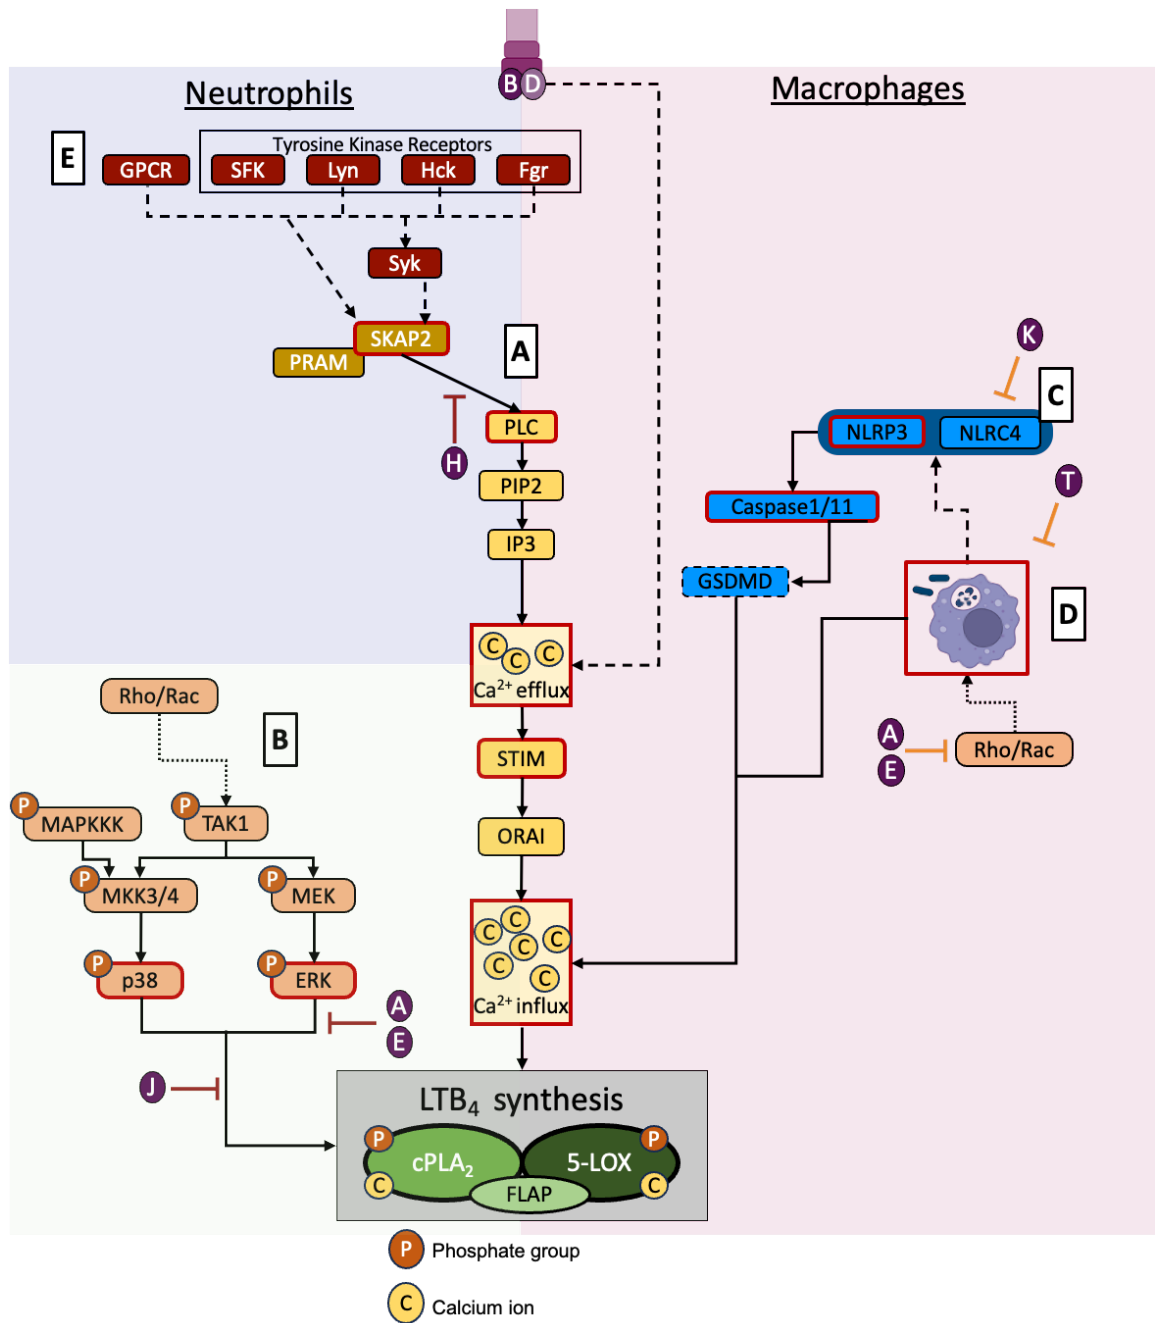 B D
Neutrophils
Macrophages
E
Tyrosine Kinase Receptors
GPCR
SFK
Lyn
Hck
Fgr
Syk
SKAP2
PRAM
A
PLC
H
PIP2
IP3
K
C
NLRP3
NLRC4
T
Caspase1/11
GSDMD
D
C C C
Ca²⁺ efflux
Rho/Rac
B
STIM
A
E
Rho/Rac
P
MAPKKK
P
TAK1
ORAI
P
MKK3/4
P
MEK
C C C C C C
P
p38
P
ERK
Ca²⁺ influx
A
E
J
LTB₄ synthesis
P
P
cPLA₂
5-LOX
C
C
FLAP
P Phosphate group
C Calcium ion